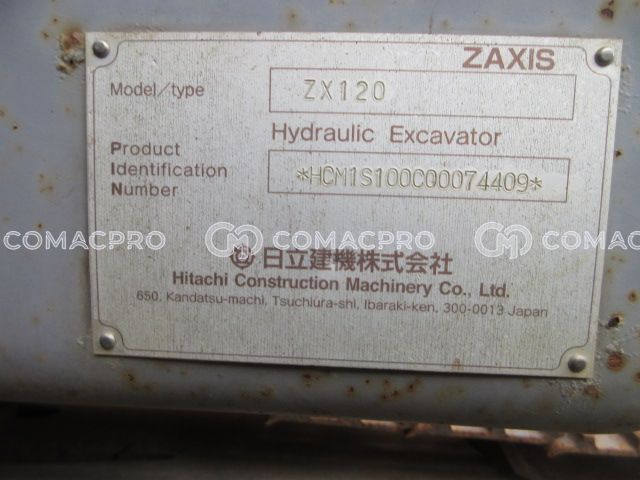 ZAXIS
Model/type ZX120
Hydraulic Excavator
Product
Identification
Number
*HCM1S100C00074409*
COMACPRO COMACPRO COMACPRO
日立建機株式会社
Hitachi Construction Machinery Co., Ltd.
650, Kandatsu-machi, Tsuchiura-shi, Ibaraki-ken, 300-0013 Japan